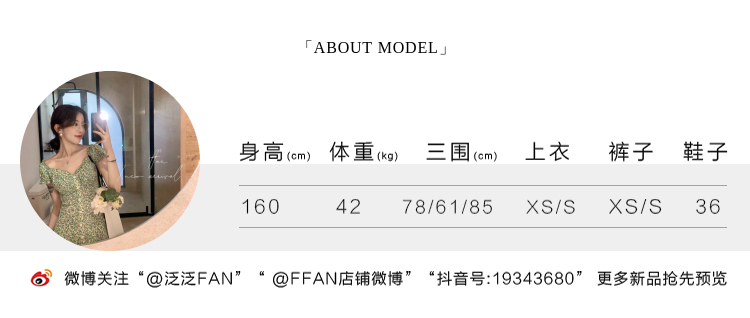 「ABOUT MODEL」
身高(cm) 体重(kg) 三围(cm) 上衣 裤子 鞋子
160 42 78/61/85 XS/S XS/S 36
new arrival
微博关注“@泛泛FAN” “ @FFAN店铺微博” “抖音号:19343680” 更多新品抢先预览